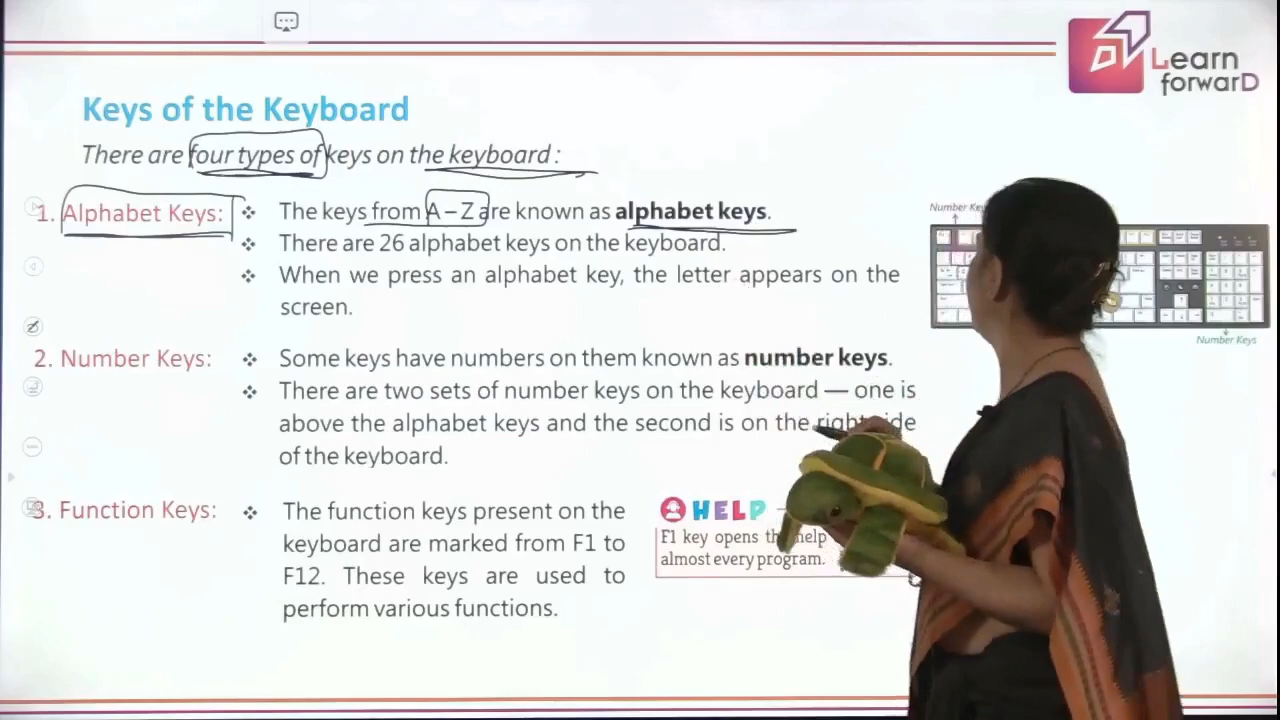 Learn
forwarD
Keys of the Keyboard
There are four types of keys on the keyboard :
1. Alphabet Keys:
❖ The keys from A – Z are known as alphabet keys.
❖ There are 26 alphabet keys on the keyboard.
❖ When we press an alphabet key, the letter appears on the
screen.
Number Key
Number Keys
2. Number Keys:
❖ Some keys have numbers on them known as number keys.
❖ There are two sets of number keys on the keyboard — one is
above the alphabet keys and the second is on the right side
of the keyboard.
3. Function Keys:
❖ The function keys present on the
keyboard are marked from F1 to
F12. These keys are used to
perform various functions.
HELP
F1 key opens the help
almost every program.